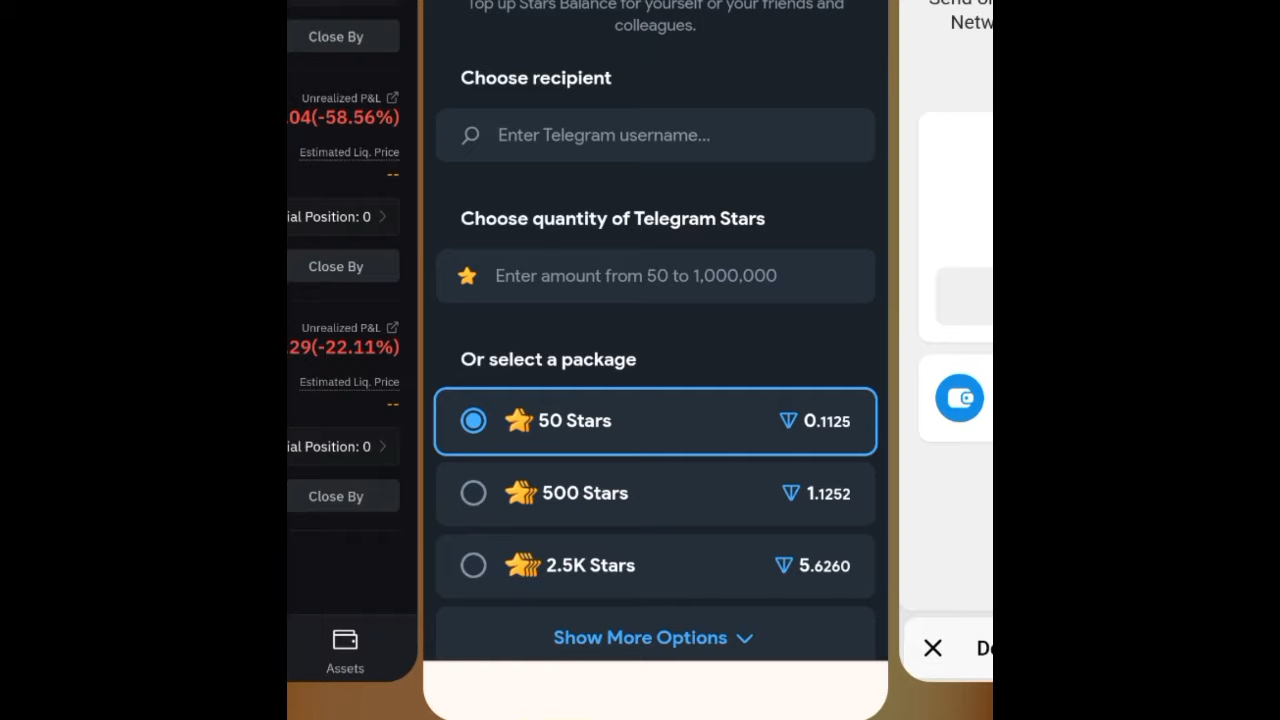 Close By
Unrealized P&L
.04(-58.56%)
Estimated Liq. Price
--
ial Position: 0
Close By
Unrealized P&L
.29(-22.11%)
Estimated Liq. Price
--
ial Position: 0
Close By
Assets
Top up Stars Balance for yourself or your friends and
colleagues.
Choose recipient
Enter Telegram username...
Choose quantity of Telegram Stars
Enter amount from 50 to 1,000,000
Or select a package
50 Stars 0.1125
500 Stars 1.1252
2.5K Stars 5.6260
Show More Options
Send
Netw